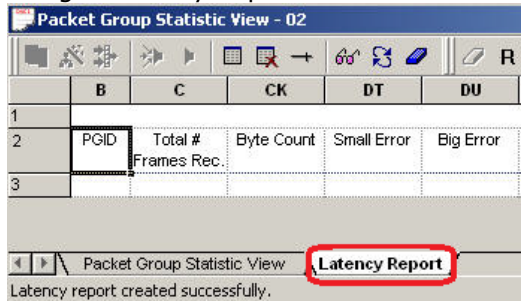 Packet Group Statistic View - 02
R
B C CK DT DU
1
2 PGID Total # Frames Rec. Byte Count Small Error Big Error
3
Packet Group Statistic View Latency Report
Latency report created successfully.